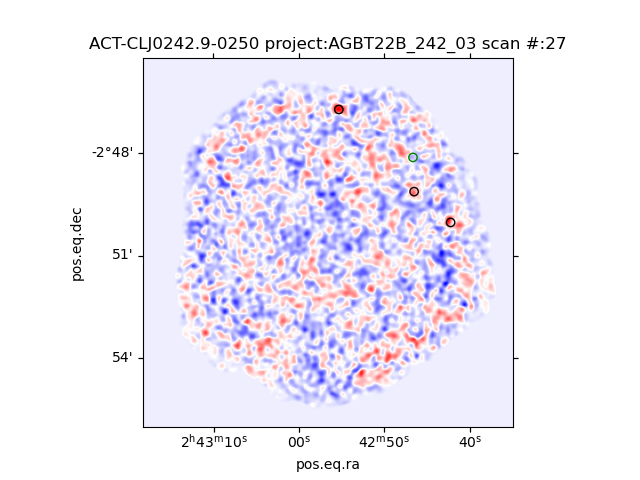 ACT-CLJ0242.9-0250 project:AGBT22B_242_03 scan #:27
-2°48'
51'
54'
pos.eq.dec
2ʰ43ᵐ10ˢ 00ˢ 42ᵐ50ˢ 40ˢ
pos.eq.ra